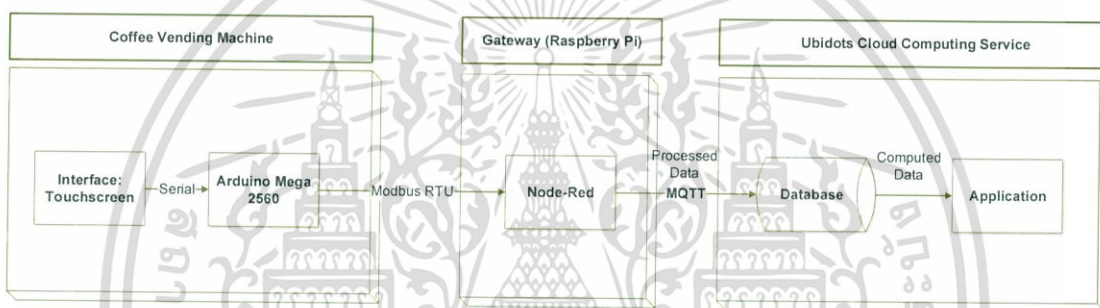 Coffee Vending Machine
Gateway (Raspberry Pi)
Ubidots Cloud Computing Service
Interface:
Touchscreen
Serial
Arduino Mega
2560
Modbus RTU
Node-Red
Processed
Data
MQTT
Database
Computed
Data
Application